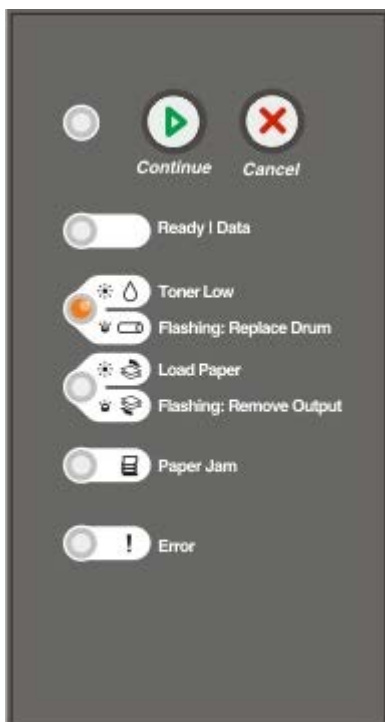 Continue Cancel
Ready | Data
Toner Low
Flashing: Replace Drum
Load Paper
Flashing: Remove Output
Paper Jam
! Error